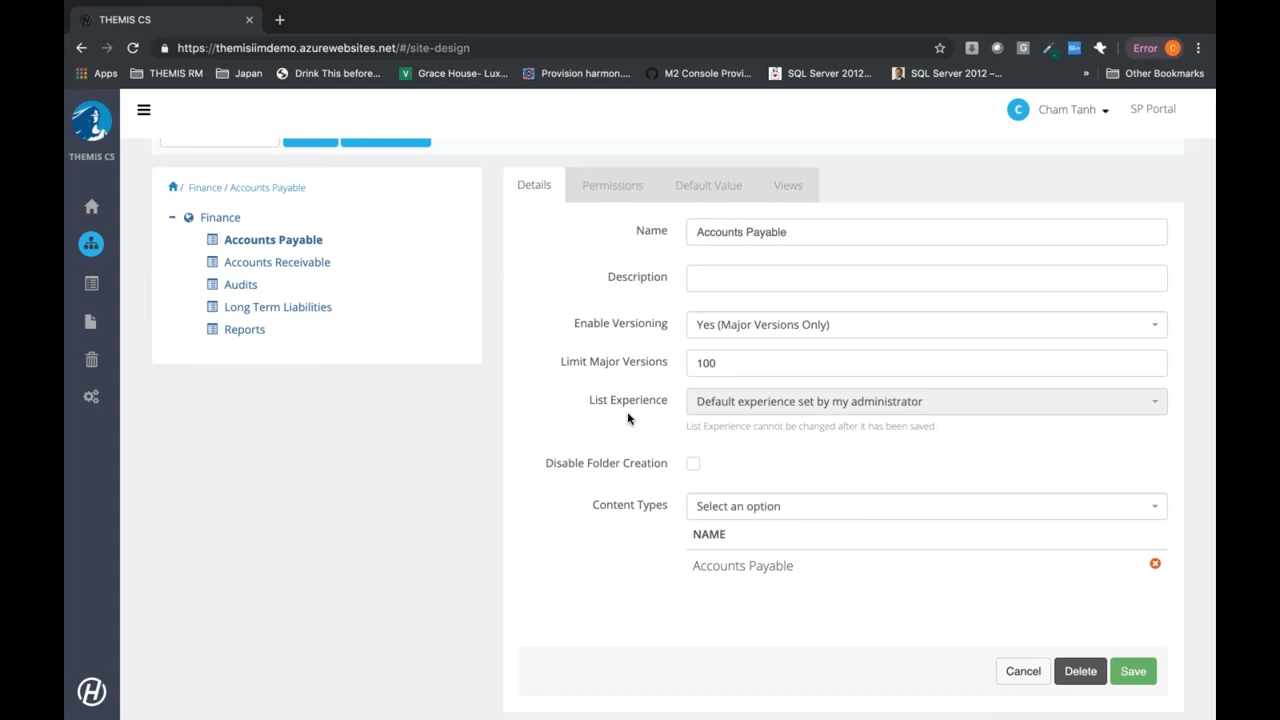 THEMIS CS
https://themisiimdemo.azurewebsites.net/#/site-design
Error C
Apps THEMIS RM Japan Drink This before... Grace House- Lux... Provision harmon.... M2 Console Provi... SQL Server 2012... SQL Server 2012 –... » Other Bookmarks
THEMIS CS
C Cham Tanh SP Portal
/ Finance / Accounts Payable
Finance
Accounts Payable
Accounts Receivable
Audits
Long Term Liabilities
Reports
Details Permissions Default Value Views
Name Accounts Payable
Description
Enable Versioning Yes (Major Versions Only)
Limit Major Versions 100
List Experience Default experience set by my administrator
List Experience cannot be changed after it has been saved.
Disable Folder Creation
Content Types Select an option
NAME
Accounts Payable
Cancel Delete Save